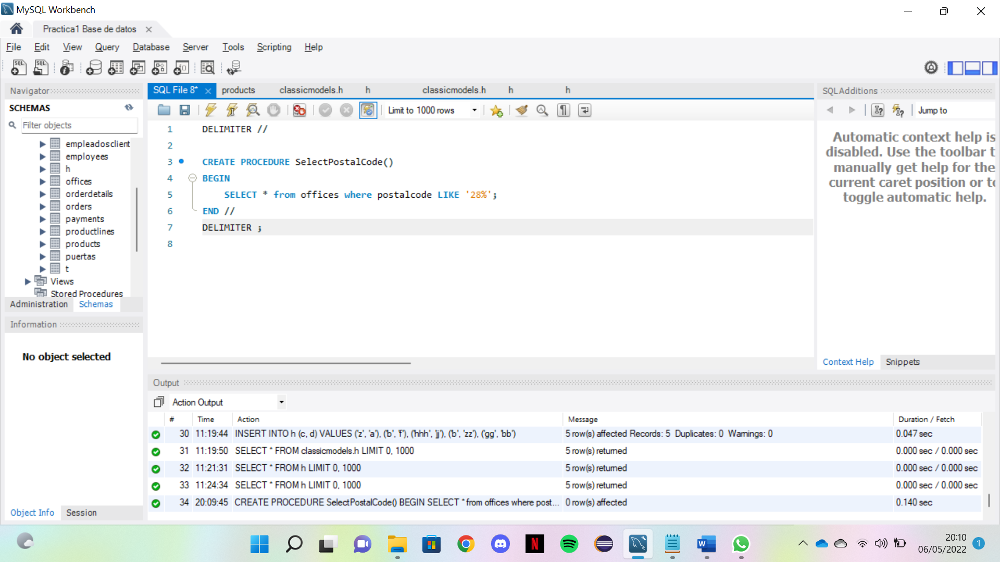 MySQL Workbench
Practica1 Base de datos
File Edit View Query Database Server Tools Scripting Help
Navigator
SCHEMAS
Filter objects
empleadosclient
employees
h
offices
orderdetails
orders
payments
productlines
products
puertas
t
Views
Stored Procedures
Administration Schemas
Information
No object selected
Object Info Session
SQL File 8* products classicmodels.h h classicmodels.h h h
Limit to 1000 rows
1 DELIMITER //
2
3 CREATE PROCEDURE SelectPostalCode()
4 BEGIN
5 SELECT * from offices where postalcode LIKE '28%';
6 END //
7 DELIMITER ;
8
SQLAdditions
Jump to
Automatic context help is
disabled. Use the toolbar t
manually get help for the
current caret position or to
toggle automatic help.
Context Help Snippets
Output
Action Output
# Time Action Message Duration / Fetch
30 11:19:44 INSERT INTO h (c, d) VALUES ('z', 'a'), ('b', 'f'), ('hhh', 'jj'), ('b', 'zz'), ('gg', 'bb') 5 row(s) affected Records: 5 Duplicates: 0 Warnings: 0 0.047 sec
31 11:19:50 SELECT * FROM classicmodels.h LIMIT 0, 1000 5 row(s) returned 0.000 sec / 0.000 sec
32 11:21:31 SELECT * FROM h LIMIT 0, 1000 5 row(s) returned 0.000 sec / 0.000 sec
33 11:24:34 SELECT * FROM h LIMIT 0, 1000 5 row(s) returned 0.000 sec / 0.000 sec
34 20:09:45 CREATE PROCEDURE SelectPostalCode() BEGIN SELECT * from offices where post... 0 row(s) affected 0.140 sec
20:10
06/05/2022
1